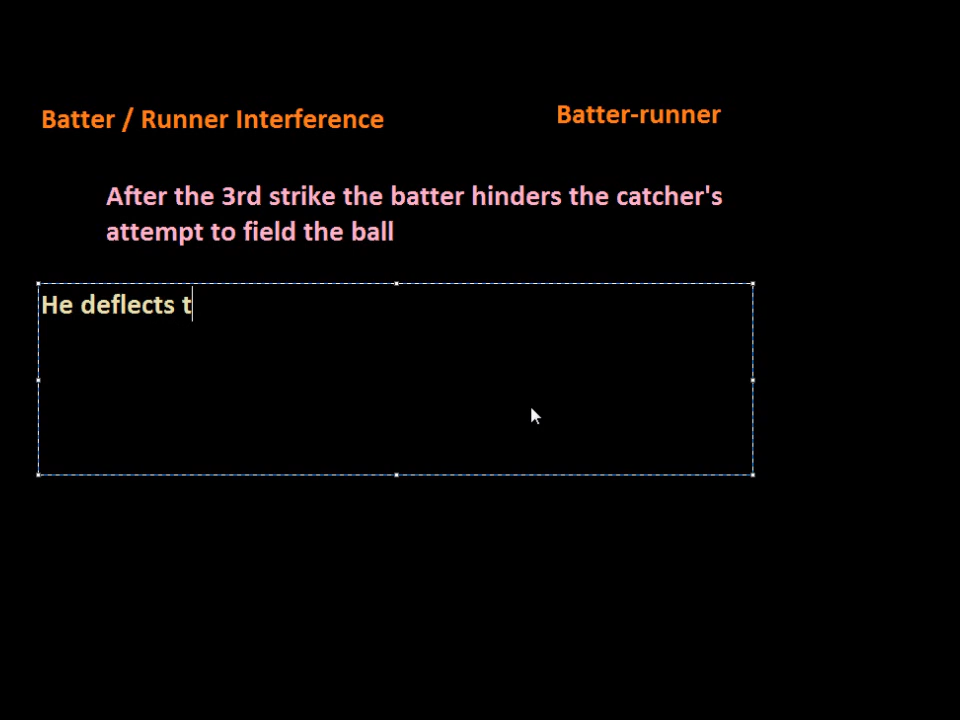 Batter / Runner Interference
Batter-runner
After the 3rd strike the batter hinders the catcher's
attempt to field the ball
He deflects t